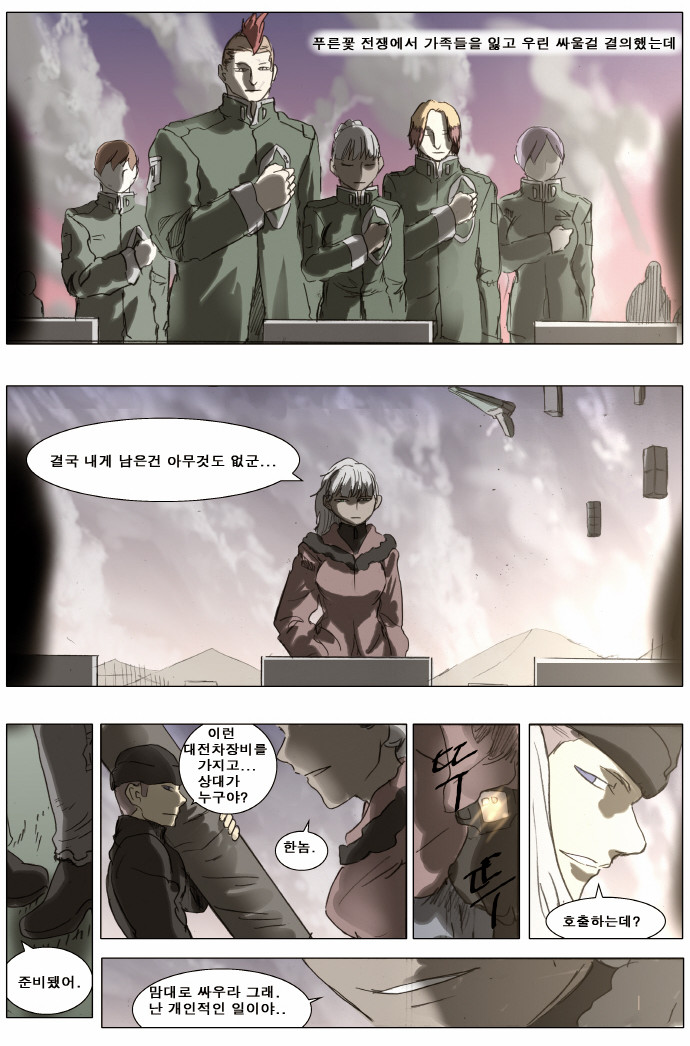 푸른꽃 전쟁에서 가족들을 잃고 우린 싸울걸 결의했는데
결국 내게 남은건 아무것도 없군...
준비됐어.
이런
대전차장비를
가지고...
상대가
누구야?
한놈.
뚜
뚜
호출하는데?
맘대로 싸우라 그래.
난 개인적인 일이야..